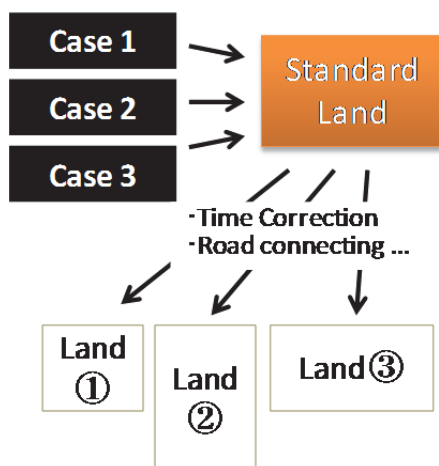 Case 1
Case 2
Case 3
Standard
Land
·Time Correction
·Road connecting ...
Land
①
Land
②
Land③